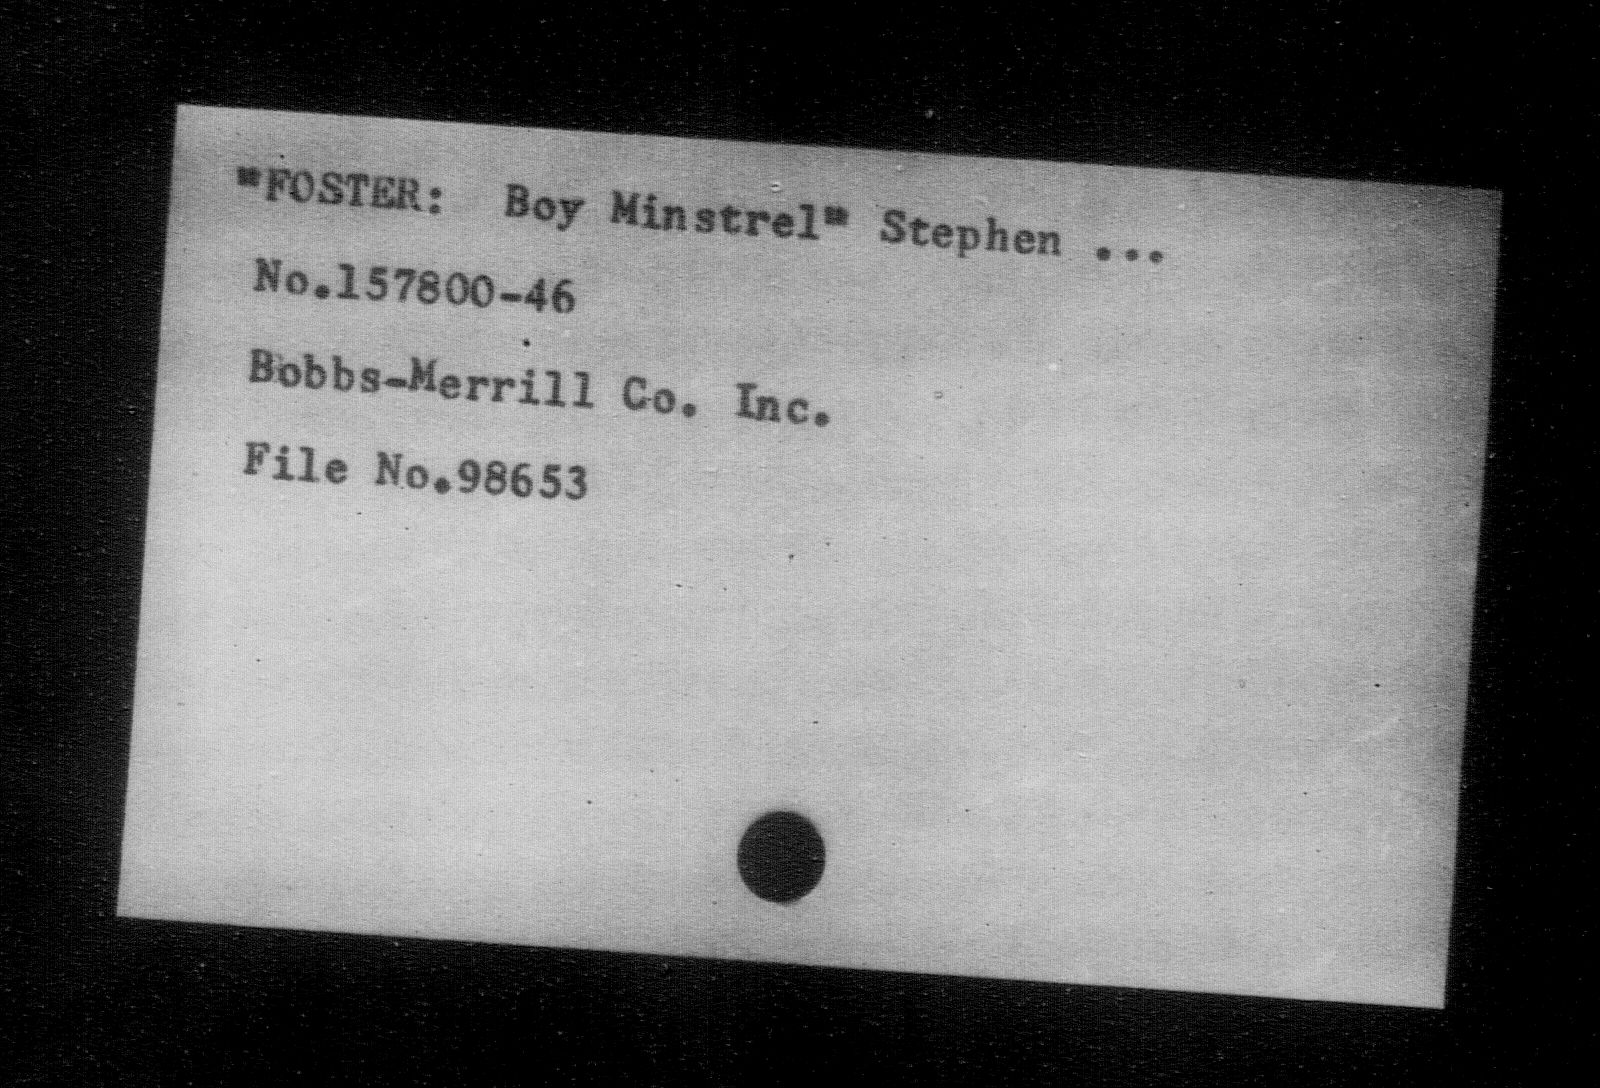 "FOSTER: Boy Minstrel" Stephen ...
No.157800-46
Bobbs-Merrill Co. Inc.
File No.98653